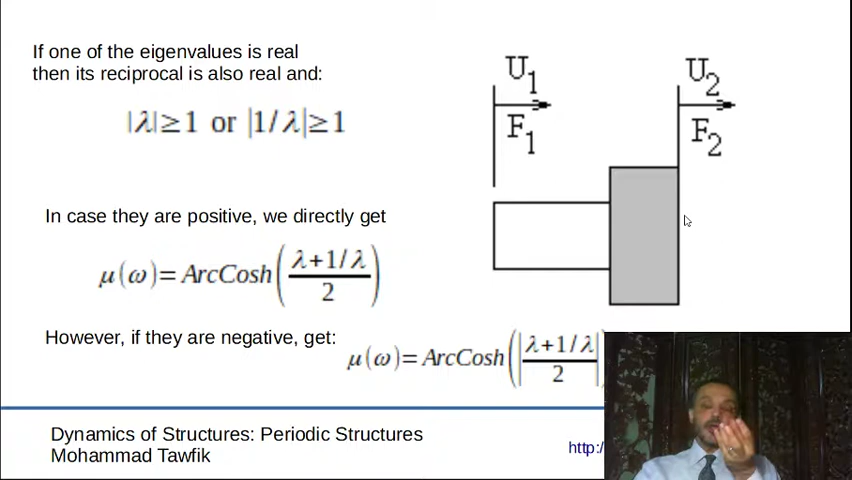 If one of the eigenvalues is real
then its reciprocal is also real and:
|λ|≥1 or |1/λ|≥1
In case they are positive, we directly get
μ(ω)=ArcCosh((λ+1/λ)/2)
However, if they are negative, get:
μ(ω)=ArcCosh(|(λ+1/λ)/2|
U1
F1
U2
F2
Dynamics of Structures: Periodic Structures
Mohammad Tawfik
http:/